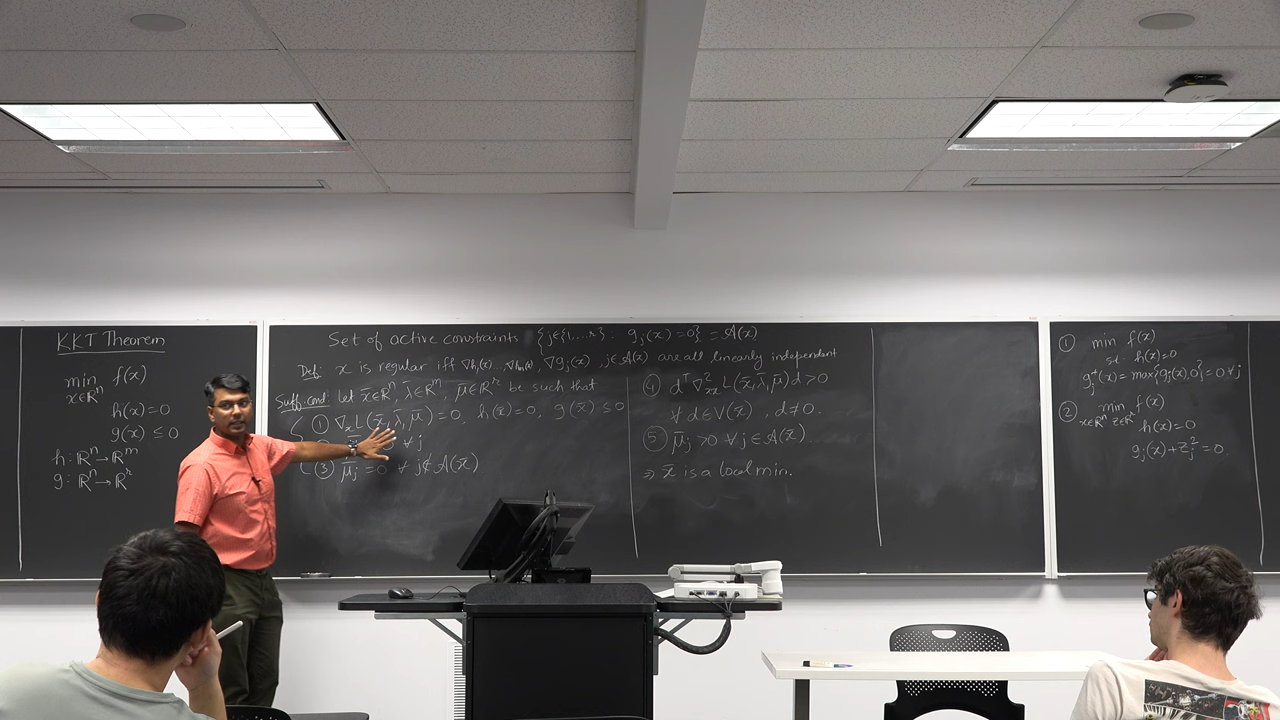 KKT Theorem
min f(x)
x∈ℝⁿ
h(x)=0
g(x) ≤ 0
h: ℝⁿ→ℝᵐ
g: ℝⁿ→ℝʳ
Set of active constraints {j∈{1,...,r}: gⱼ(x)=0} = A(x)
Def: x is regular iff ∇h₁(x)... ∇hₘ(x), ∇gⱼ(x), j∈A(x) are all linearly independent
Suff cond: let x̄∈ℝⁿ, λ̄∈ℝᵐ, μ̄∈ℝʳ be such that
① ∇ₓL(x̄, λ̄, μ̄)=0, h(x̄)=0, g(x̄) ≤ 0
∀ j
③ μ̄ⱼ=0 ∀ j∉A(x̄)
④ dᵀ∇²ₓₓL(x̄,λ̄,μ̄)d>0
∀ d∈V(x̄), d≠0.
⑤ μ̄ⱼ>0 ∀ j∈A(x̄)
⇒ x̄ is a local min.
① min f(x)
s.t. h(x)=0
gⱼ⁺(x)=max{gⱼ(x),0}=0 ∀j
② min f(x)
x∈ℝⁿ z∈ℝʳ
h(x)=0
gⱼ(x)+zⱼ²=0.